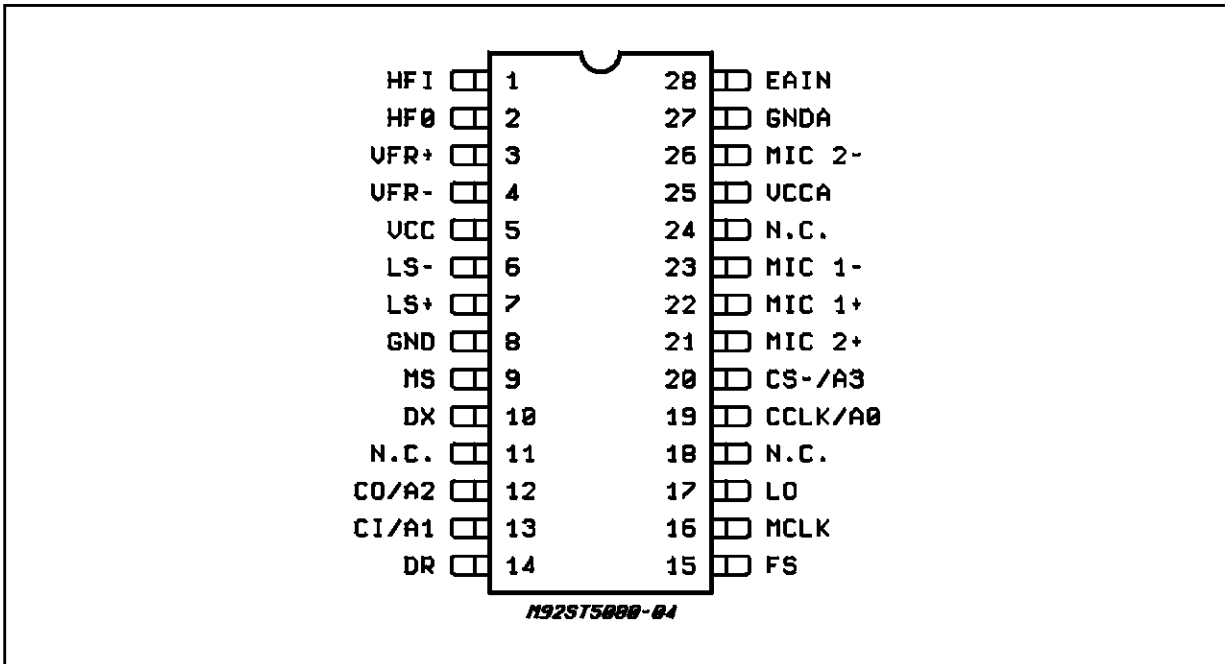 HFI 1 28 EAIN
HF0 2 27 GNDA
VFR+ 3 26 MIC 2-
VFR- 4 25 VCCA
VCC 5 24 N.C.
LS- 6 23 MIC 1-
LS+ 7 22 MIC 1+
GND 8 21 MIC 2+
MS 9 20 CS-/A3
DX 10 19 CCLK/A0
N.C. 11 18 N.C.
CO/A2 12 17 LO
CI/A1 13 16 MCLK
DR 14 15 FS
M92ST5080-04